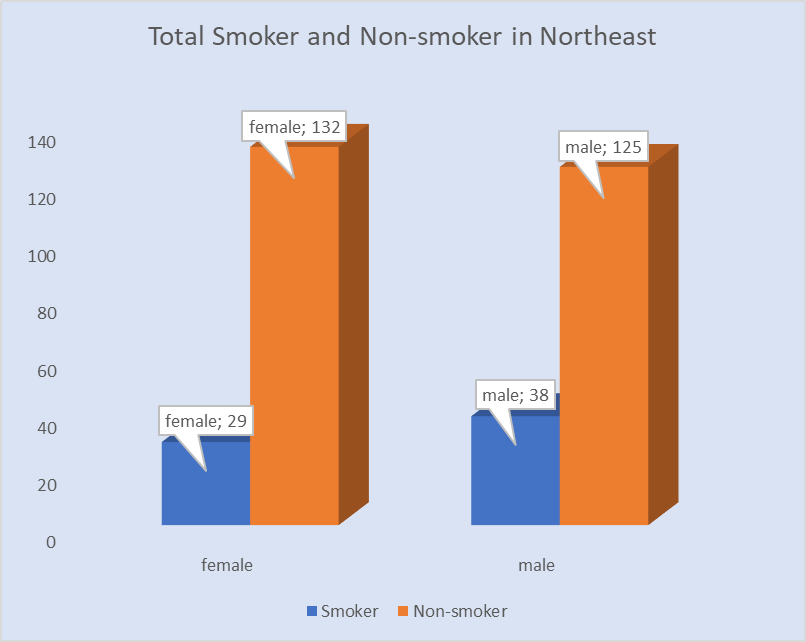 Total Smoker and Non-smoker in Northeast
140
120
100
80
60
40
20
0
female; 132
male; 125
female; 29
male; 38
female
male
Smoker
Non-smoker